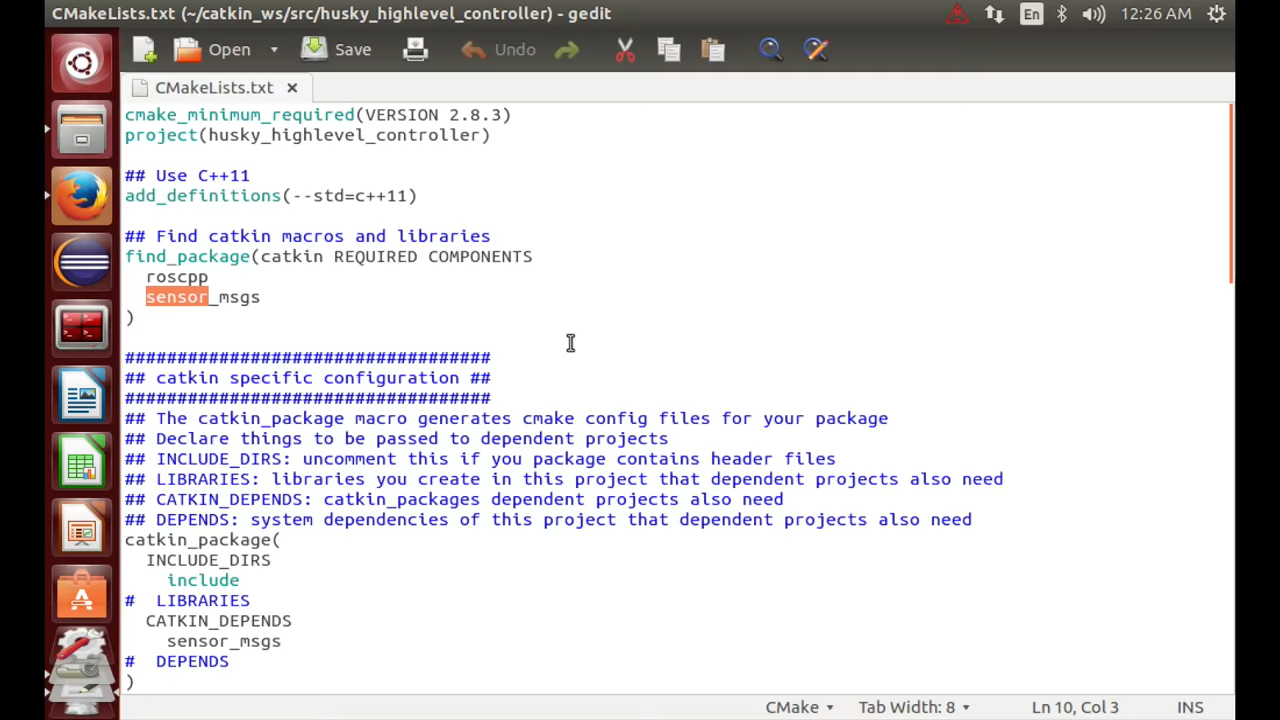 CMakeLists.txt (~/catkin_ws/src/husky_highlevel_controller) - gedit
En
12:26 AM
Open
Save
Undo
CMakeLists.txt ×
cmake_minimum_required(VERSION 2.8.3)
project(husky_highlevel_controller)
## Use C++11
add_definitions(--std=c++11)
## Find catkin macros and libraries
find_package(catkin REQUIRED COMPONENTS
  roscpp
  sensor_msgs
)
###################################
## catkin specific configuration ##
###################################
## The catkin_package macro generates cmake config files for your package
## Declare things to be passed to dependent projects
## INCLUDE_DIRS: uncomment this if you package contains header files
## LIBRARIES: libraries you create in this project that dependent projects also need
## CATKIN_DEPENDS: catkin_packages dependent projects also need
## DEPENDS: system dependencies of this project that dependent projects also need
catkin_package(
  INCLUDE_DIRS
    include
#  LIBRARIES
  CATKIN_DEPENDS
    sensor_msgs
#  DEPENDS
)
CMake
Tab Width: 8
Ln 10, Col 3
INS